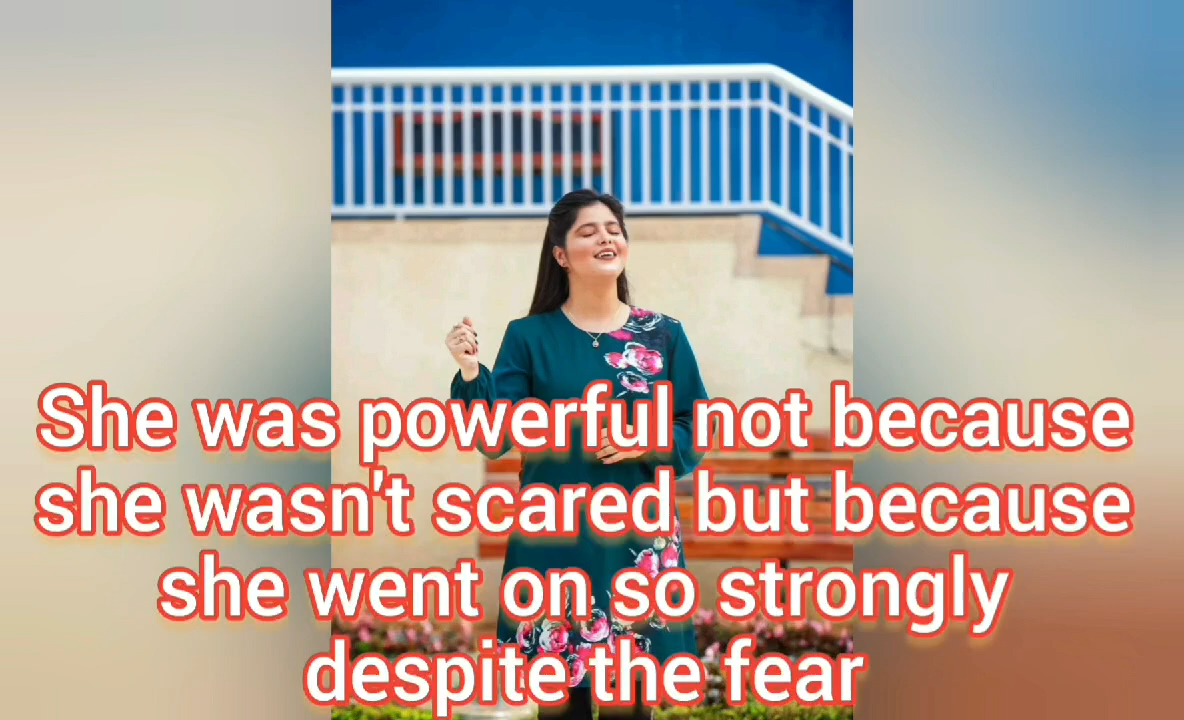 She was powerful not because
she wasn't scared but because
she went on so strongly
despite the fear